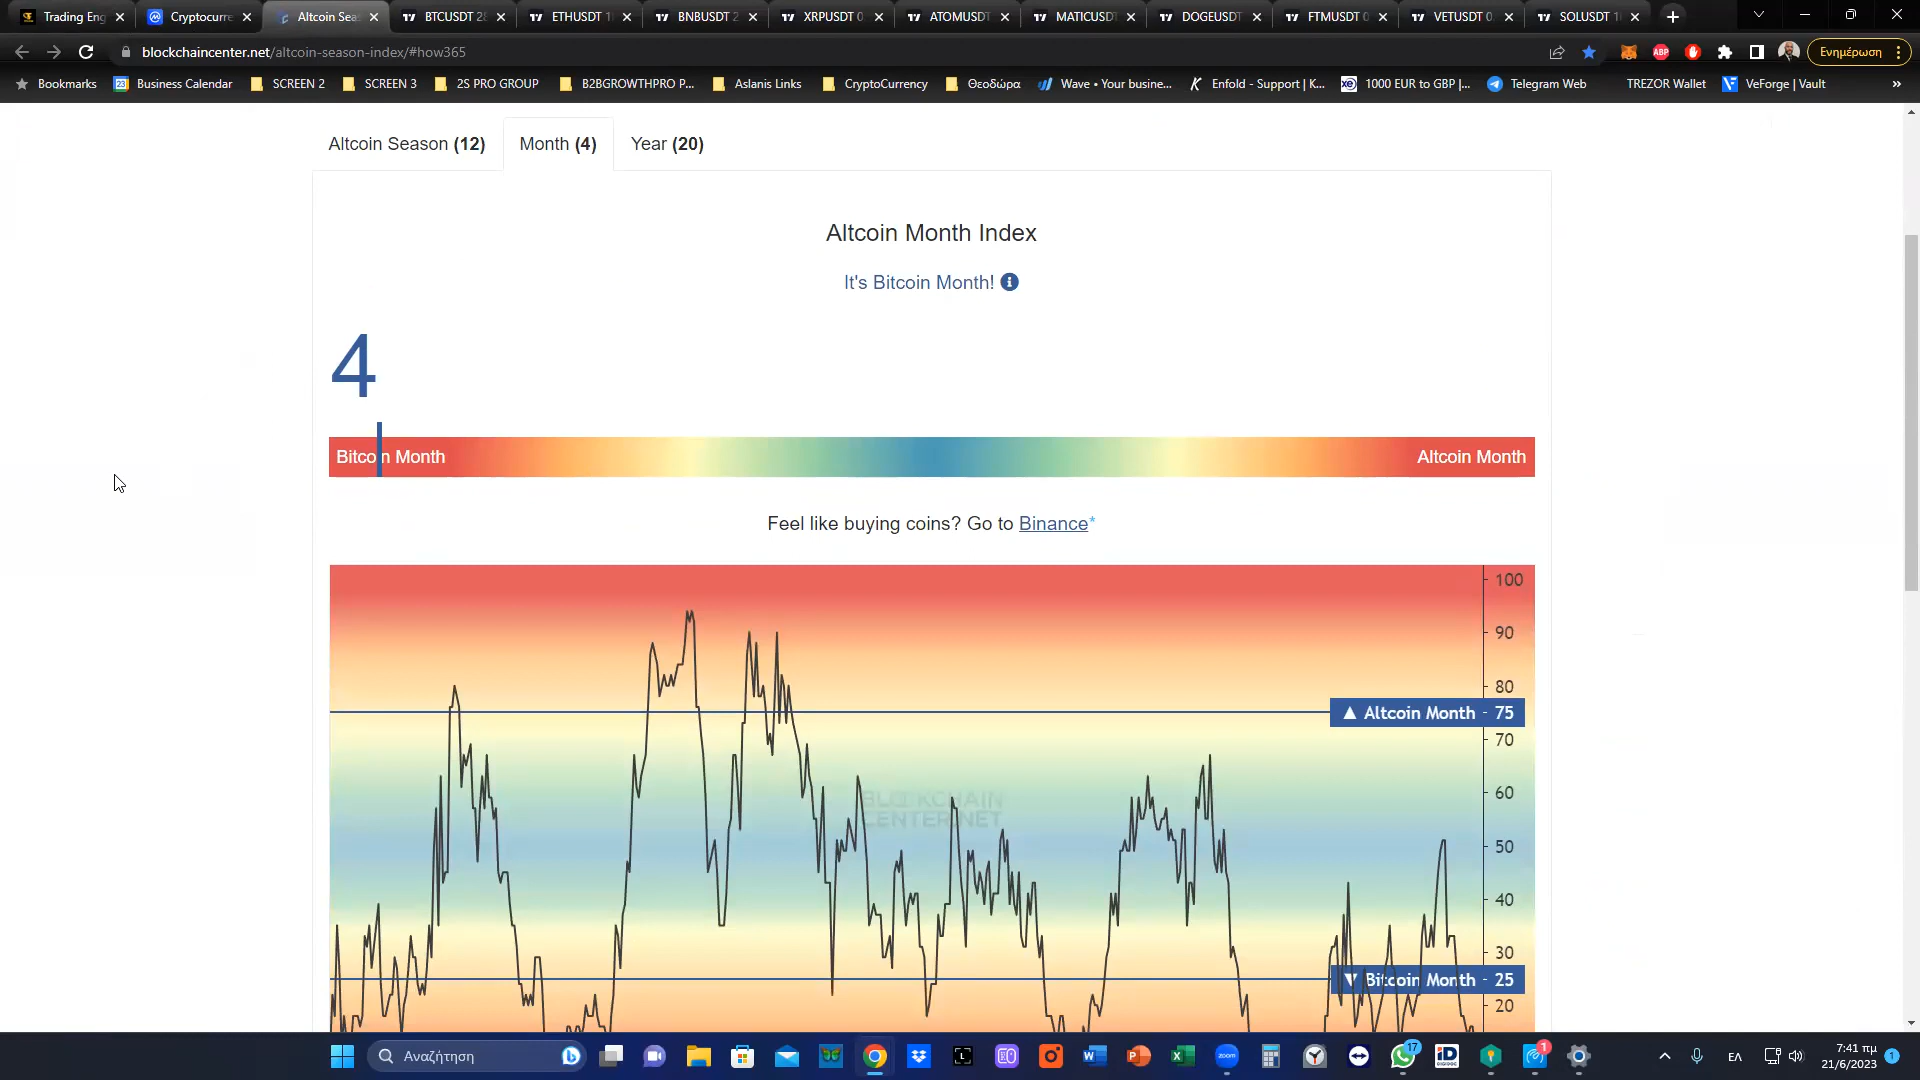 Trading Eng
Cryptocurre
Altcoin Sea
BTCUSDT 28
ETHUSDT 1
BNBUSDT 2
XRPUSDT 0
ATOMUSDT
MATICUSDT
DOGEUSDT
FTMUSDT 0
VETUSDT 0.
SOLUSDT 1
blockchaincenter.net/altcoin-season-index/#how365
ABP
Ενημέρωση
Bookmarks
Business Calendar
SCREEN 2
SCREEN 3
2S PRO GROUP
B2BGROWTHPRO P...
Aslanis Links
CryptoCurrency
Θεοδώρα
Wave • Your busine...
Enfold - Support | K...
1000 EUR to GBP |...
Telegram Web
TREZOR Wallet
VeForge | Vault
»
Altcoin Season (12)
Month (4)
Year (20)
Altcoin Month Index
It's Bitcoin Month!
4
Bitcoin Month
Altcoin Month
Feel like buying coins? Go to Binance*
100
90
80
▲ Altcoin Month - 75
70
60
BLOCKCHAIN
CENTER.NET
50
40
30
▼ Bitcoin Month - 25
20
Αναζήτηση
17
1
ΕΛ
7:41 πμ
21/6/2023
1